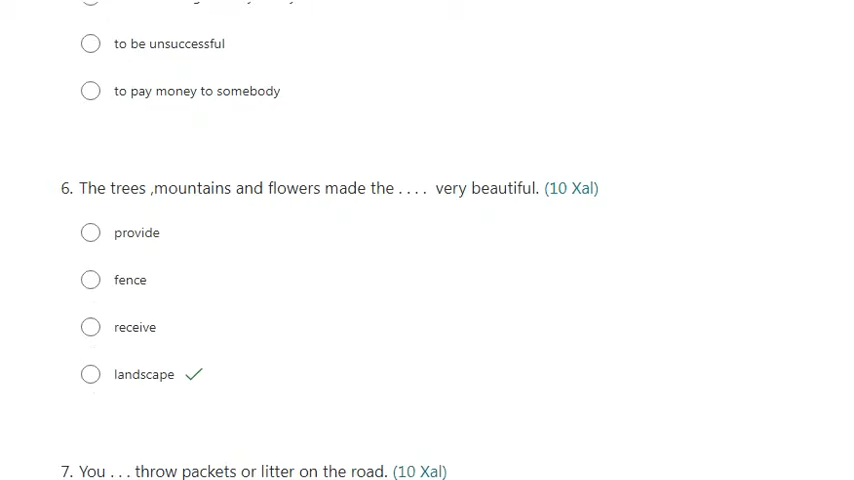 to be unsuccessful
to pay money to somebody
6. The trees ,mountains and flowers made the . . . . very beautiful. (10 Xal)
provide
fence
receive
landscape
7. You . . . throw packets or litter on the road. (10 Xal)